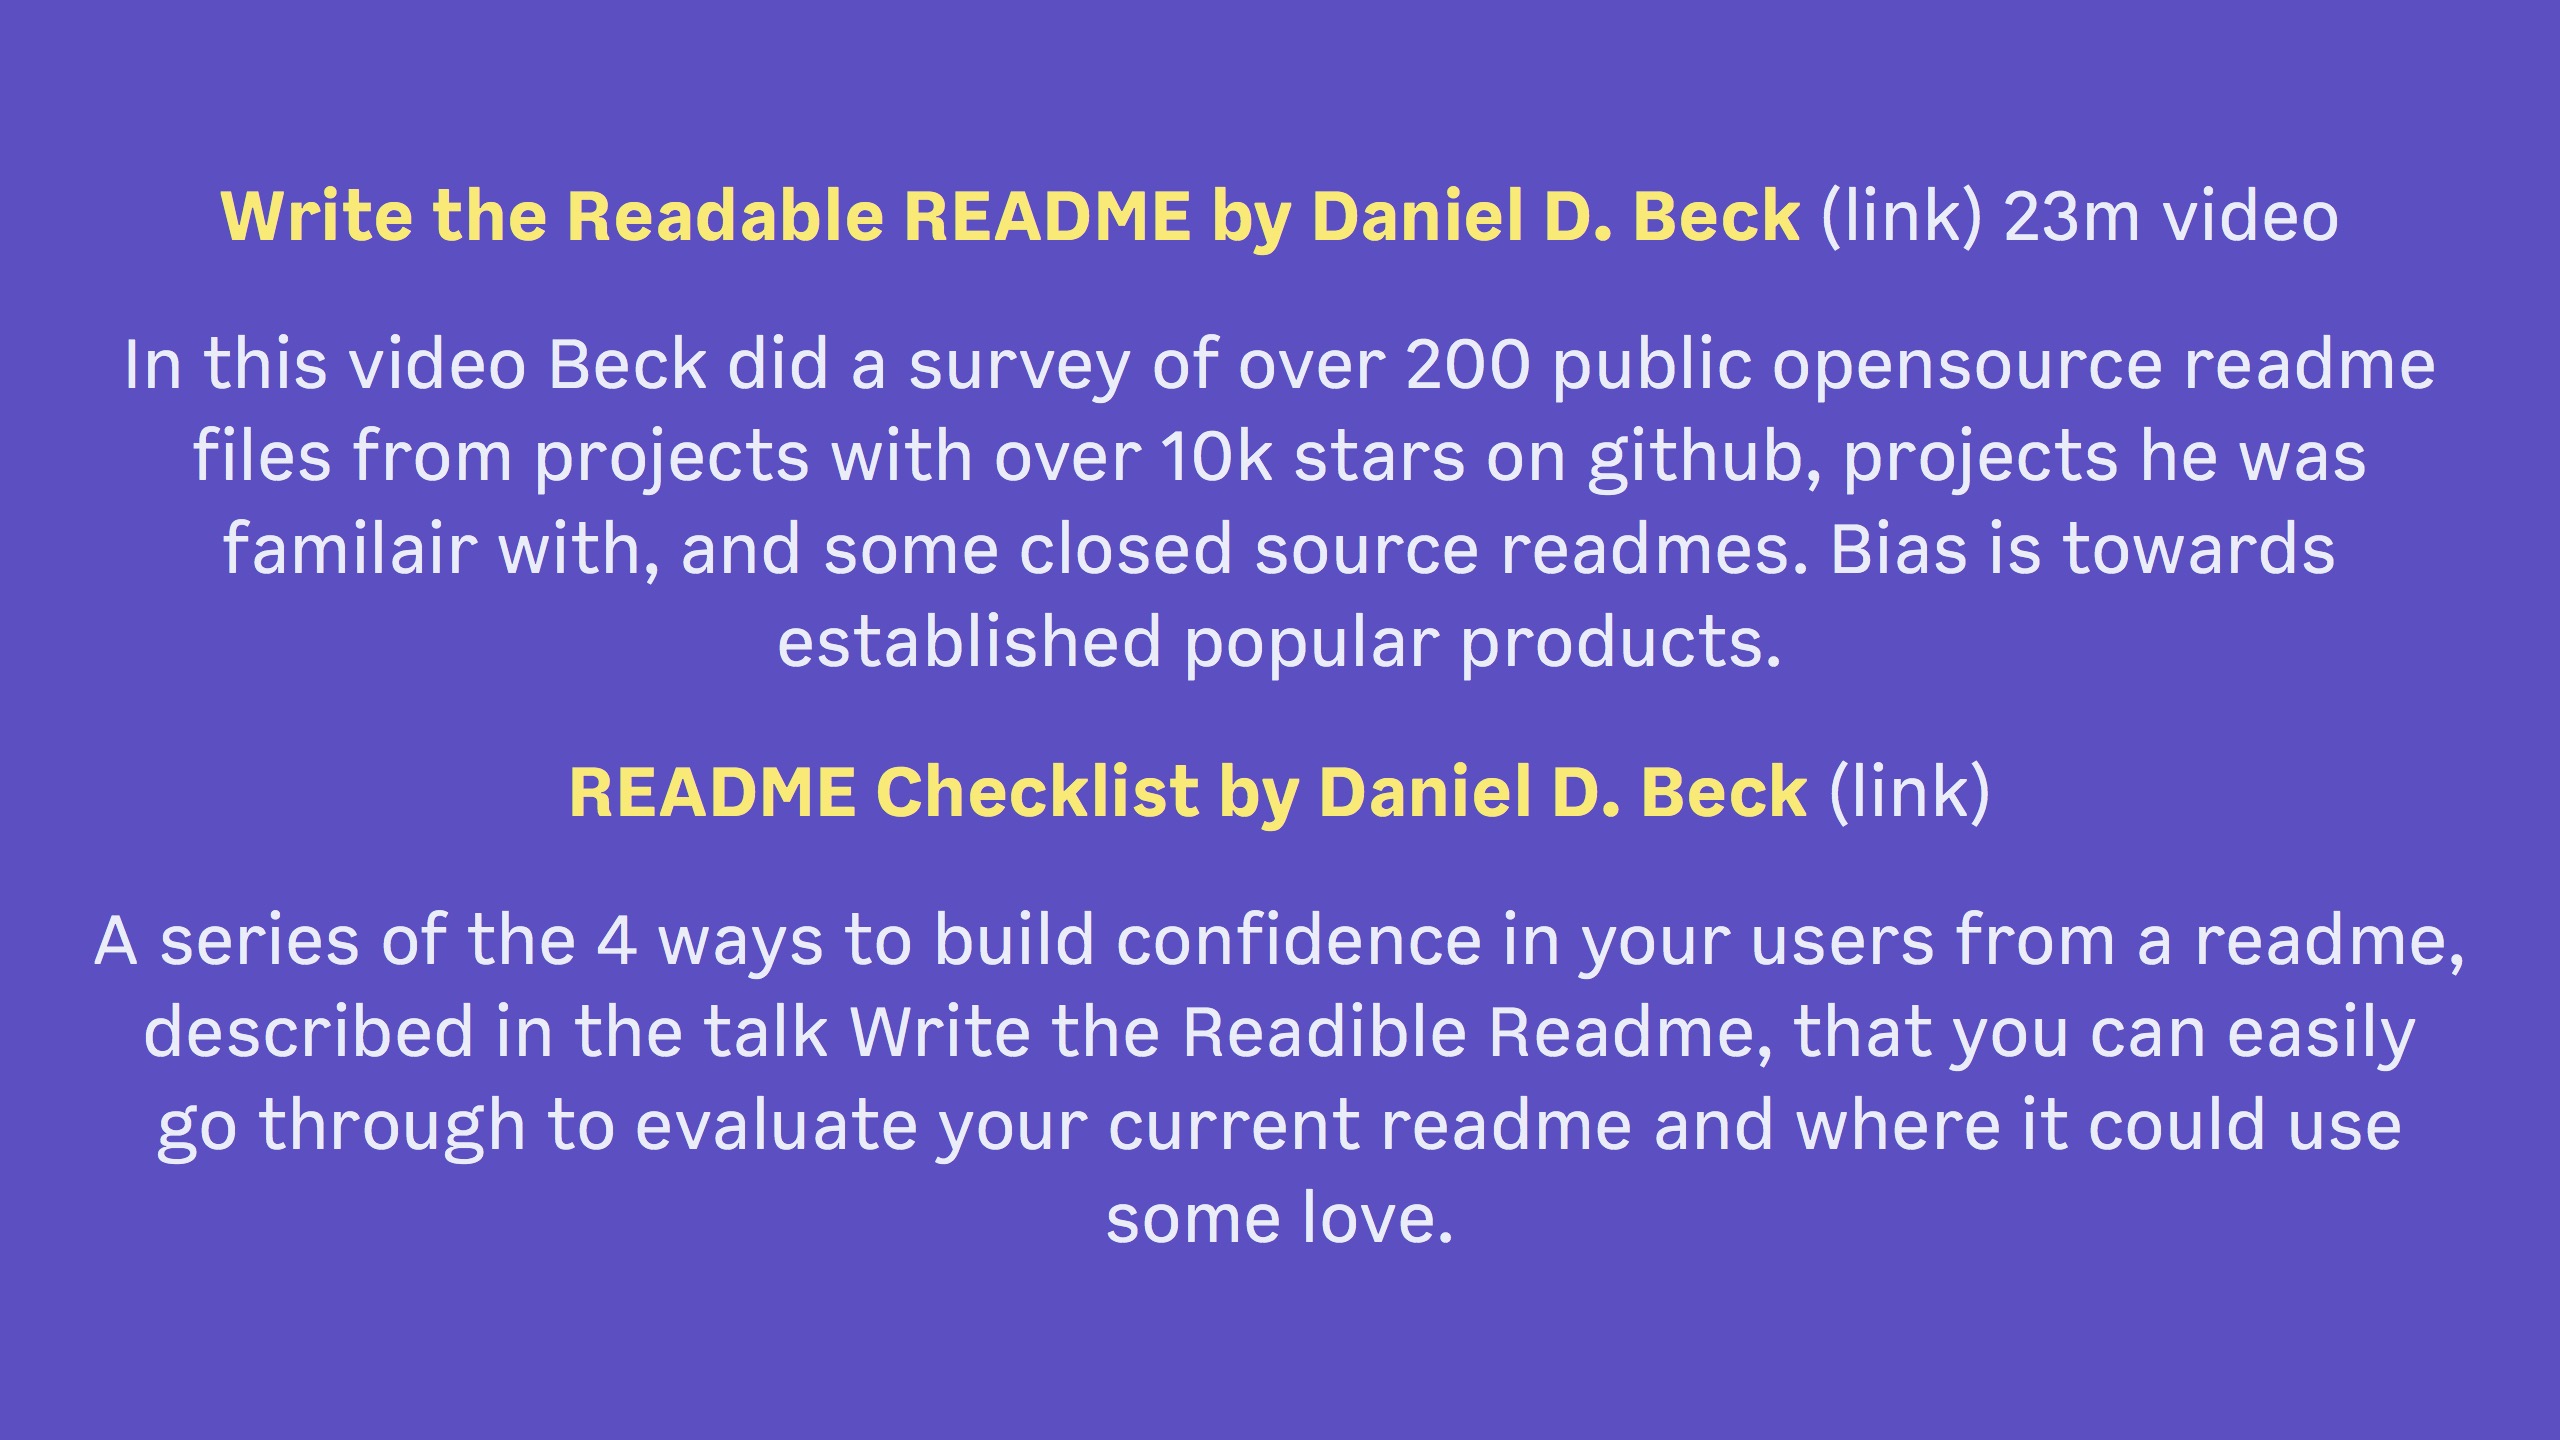 Write the Readable README by Daniel D. Beck (link) 23m video
In this video Beck did a survey of over 200 public opensource readme
files from projects with over 10k stars on github, projects he was
familair with, and some closed source readmes. Bias is towards
established popular products.
README Checklist by Daniel D. Beck (link)
A series of the 4 ways to build confidence in your users from a readme,
described in the talk Write the Readible Readme, that you can easily
go through to evaluate your current readme and where it could use
some love.